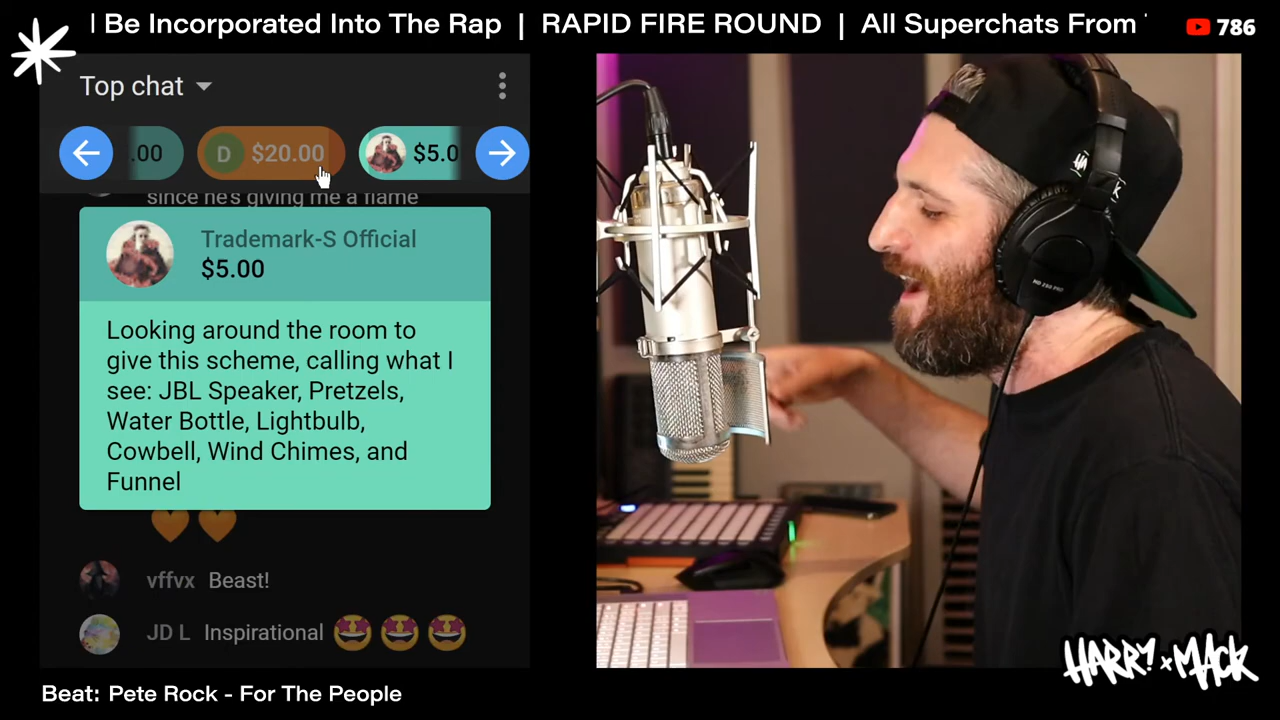 l Be Incorporated Into The Rap | RAPID FIRE ROUND | All Superchats From
786
Top chat
.00
D $20.00
$5.0
since he's giving me a flame
Trademark-S Official
$5.00
Looking around the room to
give this scheme, calling what I
see: JBL Speaker, Pretzels,
Water Bottle, Lightbulb,
Cowbell, Wind Chimes, and
Funnel
vffvx Beast!
JD L Inspirational
HD 250 PRO
HARRY x MACK
Beat: Pete Rock - For The People